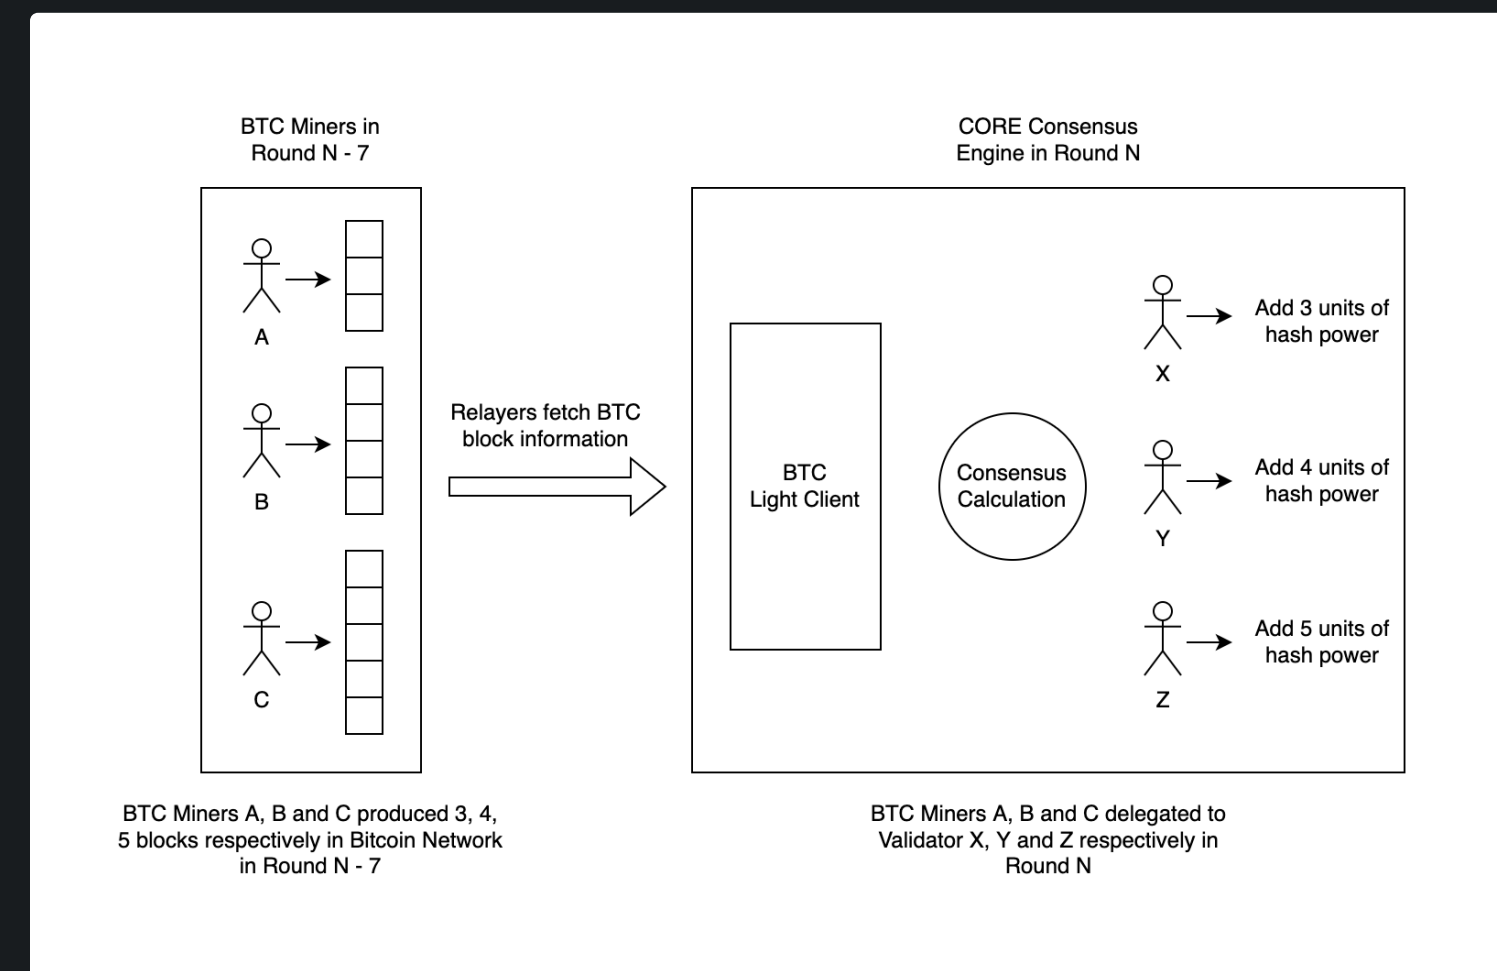 BTC Miners in
Round N - 7
CORE Consensus
Engine in Round N
A
B
C
Relayers fetch BTC
block information
BTC
Light Client
Consensus
Calculation
X
Add 3 units of
hash power
Y
Add 4 units of
hash power
Z
Add 5 units of
hash power
BTC Miners A, B and C produced 3, 4,
5 blocks respectively in Bitcoin Network
in Round N - 7
BTC Miners A, B and C delegated to
Validator X, Y and Z respectively in
Round N